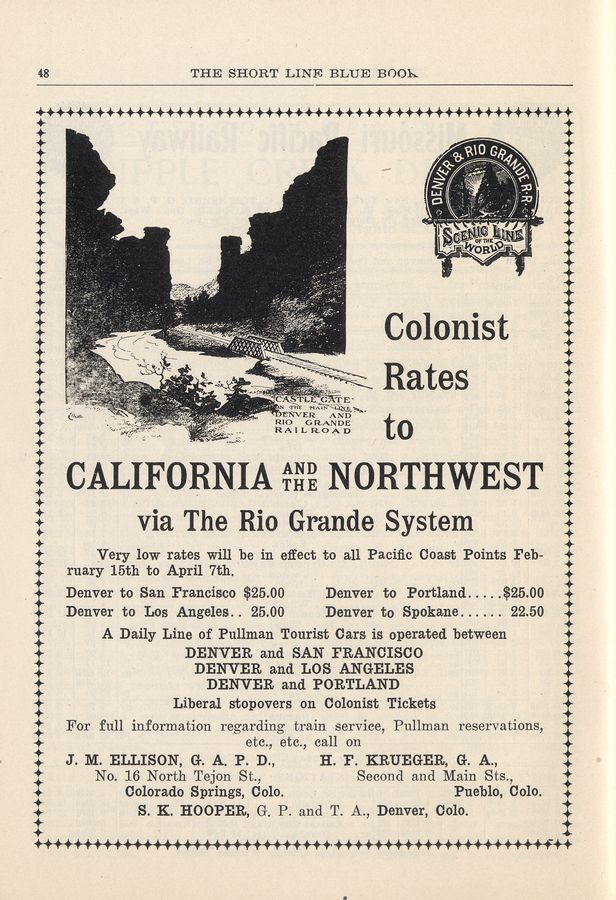 48
THE SHORT LINE BLUE BOOK
DENVER & RIO GRANDE R.R.
SCENIC LINE
OF THE
WORLD
CASTLE GATE
ON THE MAIN LINE
DENVER AND
RIO GRANDE
RAILROAD
Colonist
Rates
to
CALIFORNIA AND THE NORTHWEST
via The Rio Grande System
Very low rates will be in effect to all Pacific Coast Points Feb-
ruary 15th to April 7th.
Denver to San Francisco $25.00 Denver to Portland.....$25.00
Denver to Los Angeles.. 25.00 Denver to Spokane...... 22.50
A Daily Line of Pullman Tourist Cars is operated between
DENVER and SAN FRANCISCO
DENVER and LOS ANGELES
DENVER and PORTLAND
Liberal stopovers on Colonist Tickets
For full information regarding train service, Pullman reservations,
etc., etc., call on
J. M. ELLISON, G. A. P. D., H. F. KRUEGER, G. A.,
No. 16 North Tejon St., Second and Main Sts.,
Colorado Springs, Colo. Pueblo, Colo.
S. K. HOOPER, G. P. and T. A., Denver, Colo.